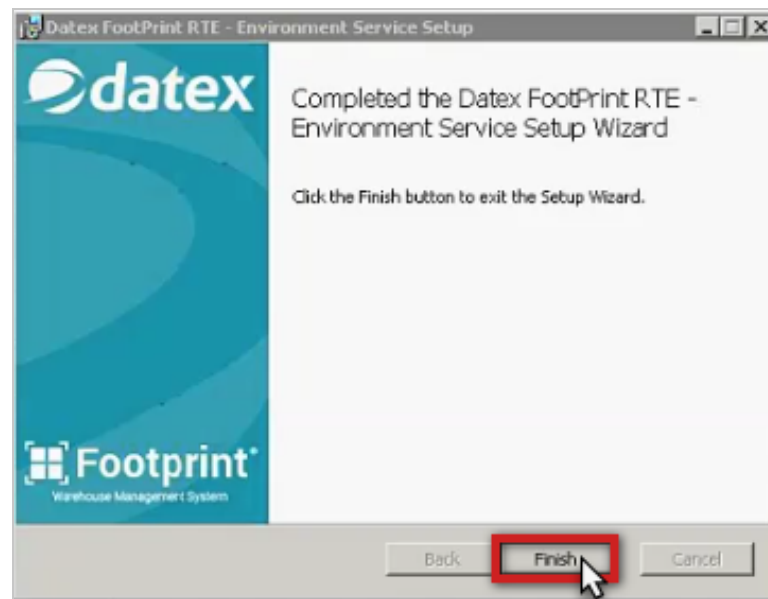 Datex FootPrint RTE - Environment Service Setup
datex
Completed the Datex FootPrint RTE -
Environment Service Setup Wizard
Click the Finish button to exit the Setup Wizard.
Footprint
Warehouse Management System
Back
Finish
Cancel